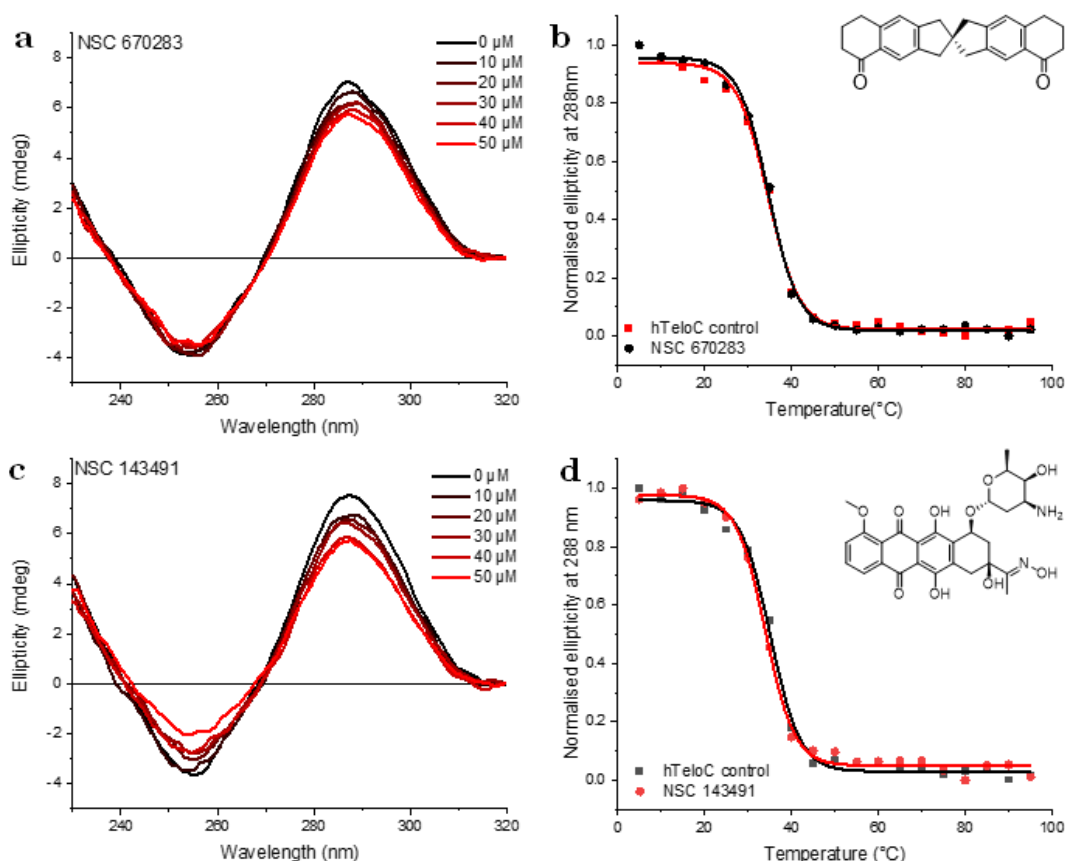 a
NSC 670283
0 µM
10 µM
20 µM
30 µM
40 µM
50 µM
8
6
4
2
0
-2
-4
240
260
280
300
320
Ellipticity (mdeg)
Wavelength (nm)
b
1.0
0.8
0.6
0.4
0.2
0.0
0
20
40
60
80
100
Normalised ellipticity at 288nm
Temperature(°C)
hTeloC control
NSC 670283
O
O
c
NSC 143491
0 µM
10 µM
20 µM
30 µM
40 µM
50 µM
8
6
4
2
0
-2
-4
240
260
280
300
320
Ellipticity (mdeg)
Wavelength (nm)
d
1.0
0.8
0.6
0.4
0.2
0.0
0
20
40
60
80
100
Normalised ellipticity at 288 nm
Temperature (°C)
hTeloC control
NSC 143491
OH
O
NH2
O
O
O
OH
O
OH
OH
N
OH